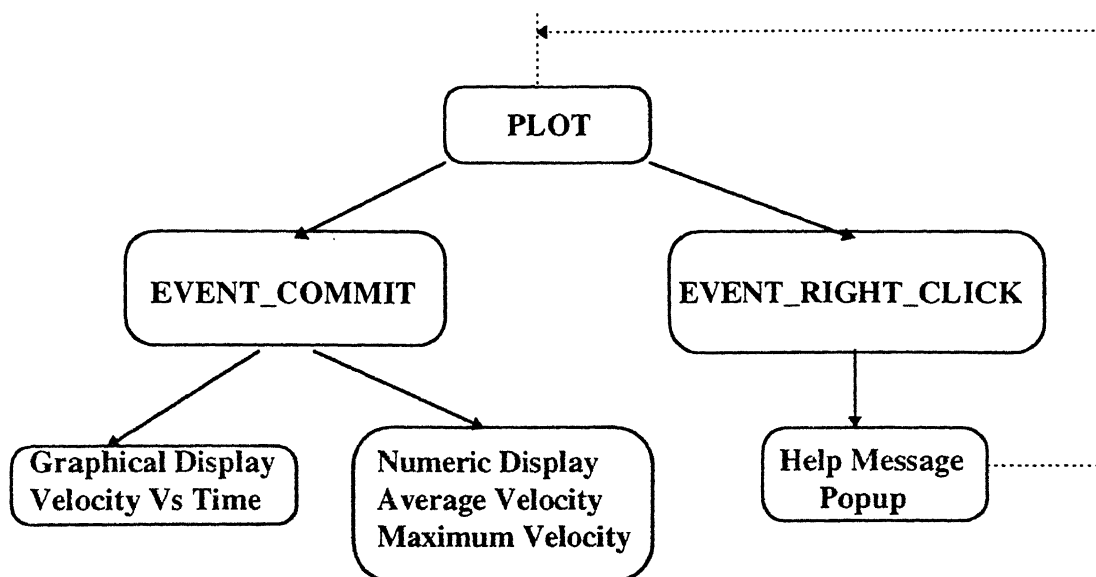 PLOT
EVENT_COMMIT
EVENT_RIGHT_CLICK
Graphical Display
Velocity Vs Time
Numeric Display
Average Velocity
Maximum Velocity
Help Message
Popup